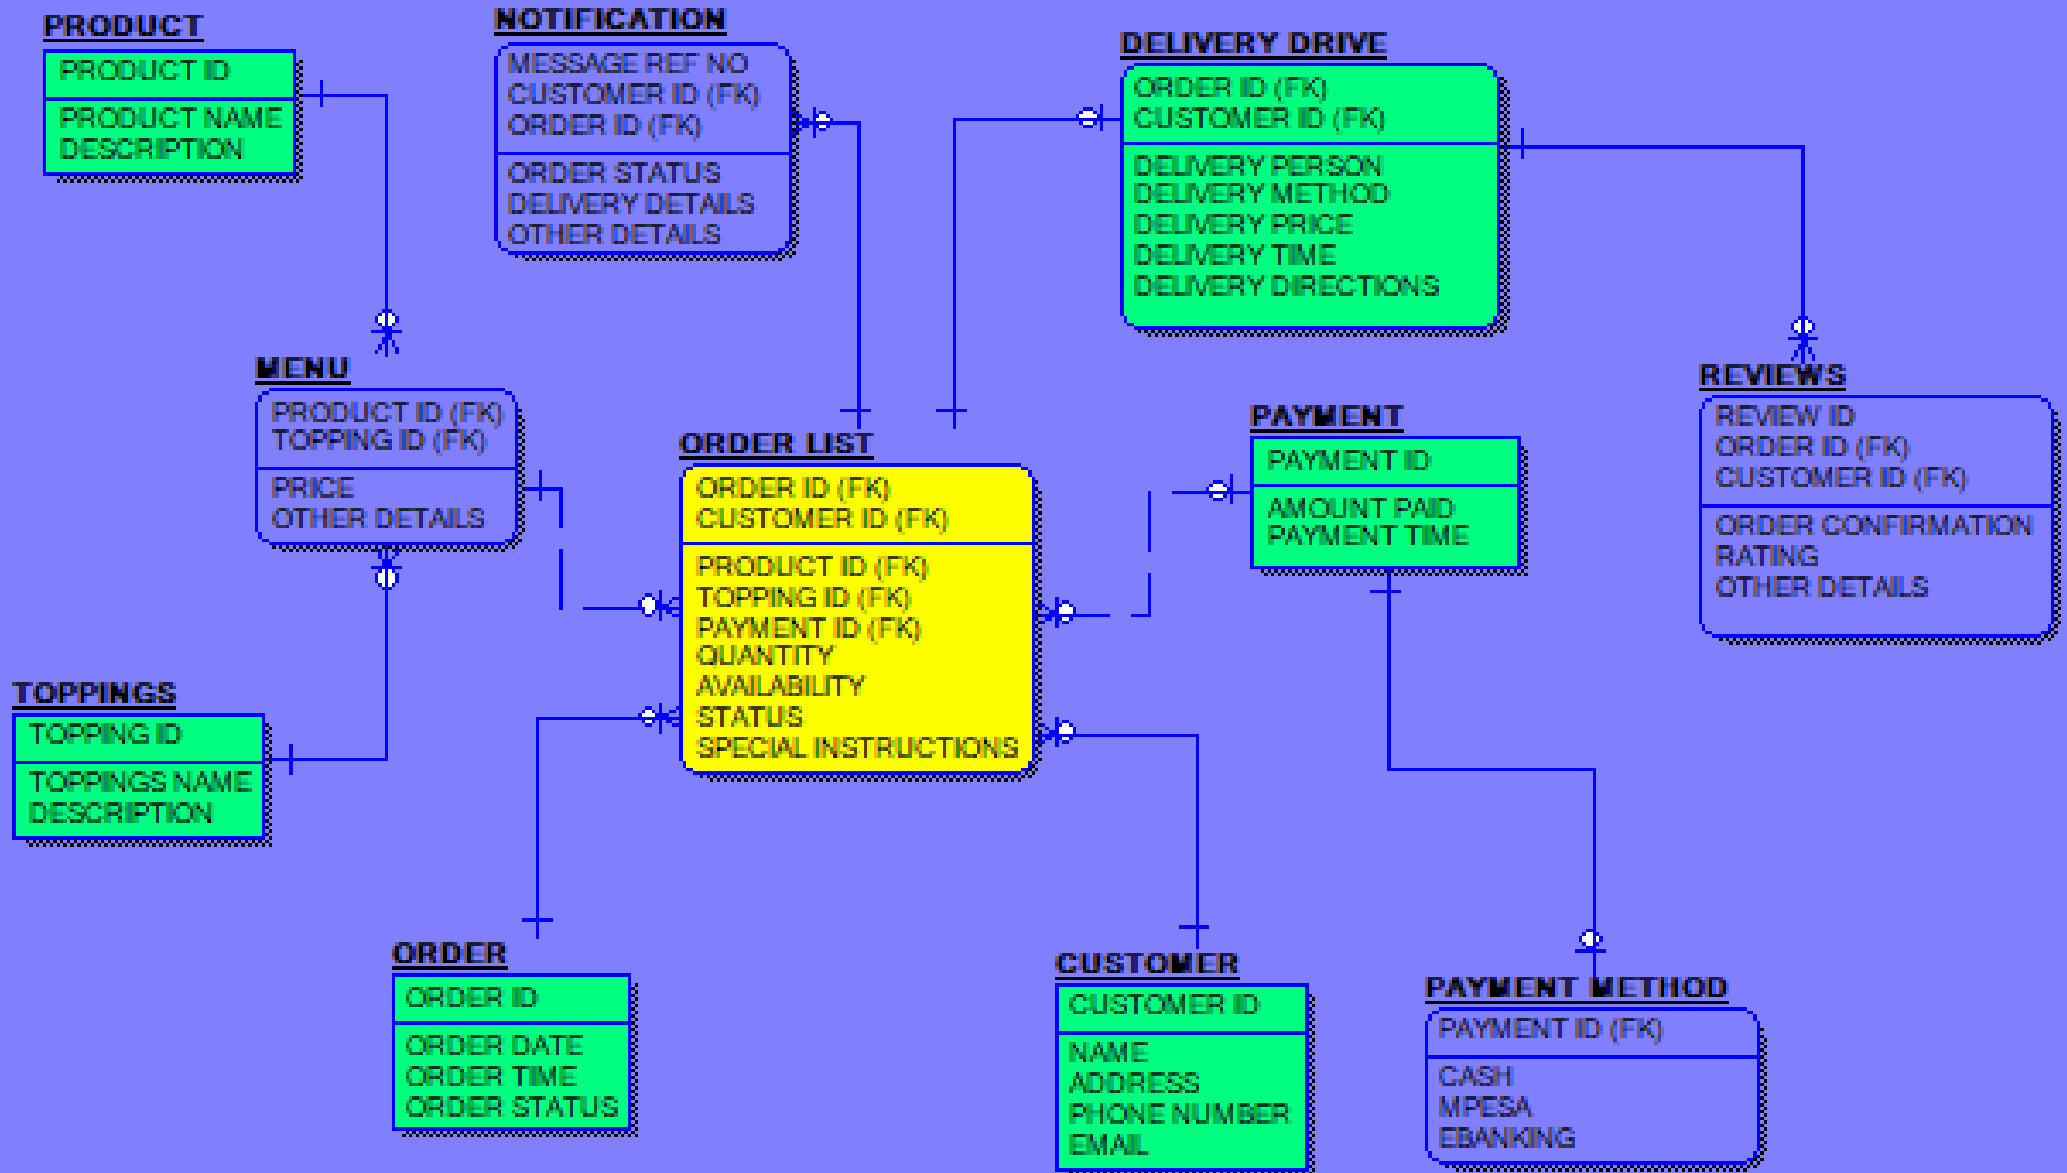 PRODUCT
PRODUCT ID
PRODUCT NAME
DESCRIPTION
NOTIFICATION
MESSAGE REF NO
CUSTOMER ID (FK)
ORDER ID (FK)
ORDER STATUS
DELIVERY DETAILS
OTHER DETAILS
DELIVERY DRIVE
ORDER ID (FK)
CUSTOMER ID (FK)
DELIVERY PERSON
DELIVERY METHOD
DELIVERY PRICE
DELIVERY TIME
DELIVERY DIRECTIONS
MENU
PRODUCT ID (FK)
TOPPING ID (FK)
PRICE
OTHER DETAILS
ORDER LIST
ORDER ID (FK)
CUSTOMER ID (FK)
PRODUCT ID (FK)
TOPPING ID (FK)
PAYMENT ID (FK)
QUANTITY
AVAILABILITY
STATUS
SPECIAL INSTRUCTIONS
PAYMENT
PAYMENT ID
AMOUNT PAID
PAYMENT TIME
REVIEWS
REVIEW ID
ORDER ID (FK)
CUSTOMER ID (FK)
ORDER CONFIRMATION
RATING
OTHER DETAILS
TOPPINGS
TOPPING ID
TOPPINGS NAME
DESCRIPTION
ORDER
ORDER ID
ORDER DATE
ORDER TIME
ORDER STATUS
CUSTOMER
CUSTOMER ID
NAME
ADDRESS
PHONE NUMBER
EMAIL
PAYMENT METHOD
PAYMENT ID (FK)
CASH
MPESA
EBANKING